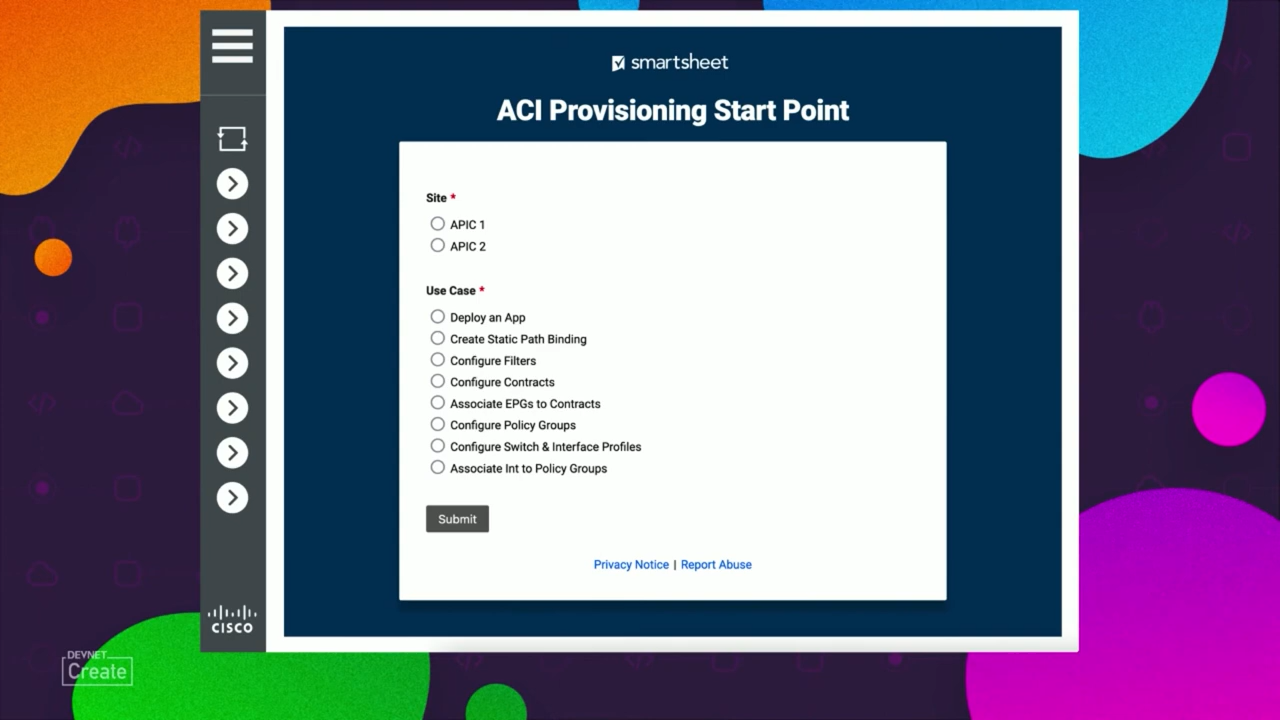 smartsheet
ACI Provisioning Start Point
Site *
APIC 1
APIC 2
Use Case *
Deploy an App
Create Static Path Binding
Configure Filters
Configure Contracts
Associate EPGs to Contracts
Configure Policy Groups
Configure Switch & Interface Profiles
Associate Int to Policy Groups
Submit
Privacy Notice | Report Abuse
CISCO
DEVNET
Create